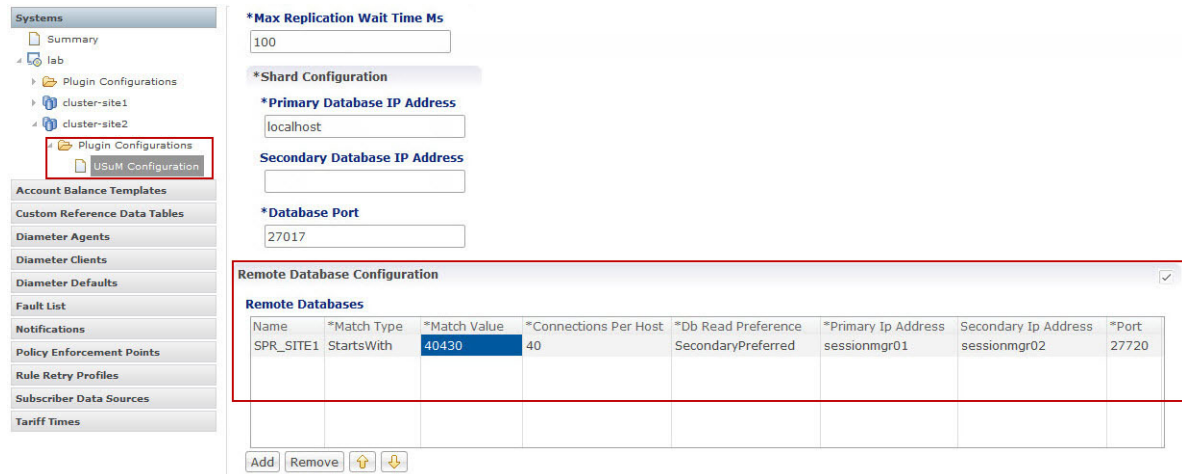 Systems
Summary
lab
Plugin Configurations
cluster-site1
cluster-site2
Plugin Configurations
USuM Configuration
Account Balance Templates
Custom Reference Data Tables
Diameter Agents
Diameter Clients
Diameter Defaults
Fault List
Notifications
Policy Enforcement Points
Rule Retry Profiles
Subscriber Data Sources
Tariff Times
*Max Replication Wait Time Ms
100
*Shard Configuration
*Primary Database IP Address
localhost
Secondary Database IP Address
*Database Port
27017
Remote Database Configuration
Remote Databases
Name *Match Type *Match Value *Connections Per Host *Db Read Preference *Primary Ip Address Secondary Ip Address *Port
SPR_SITE1 StartsWith 40430 40 SecondaryPreferred sessionmgr01 sessionmgr02 27720
Add Remove